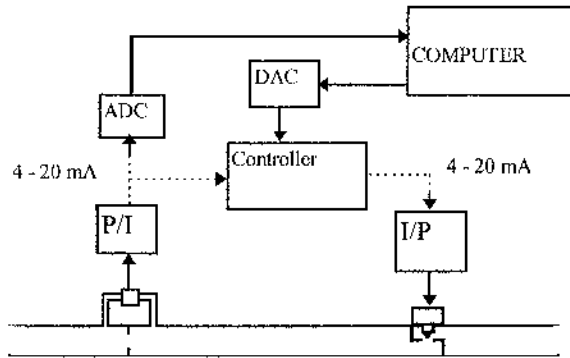 COMPUTER
DAC
ADC
Controller
4 - 20 mA
4 - 20 mA
P/I
I/P